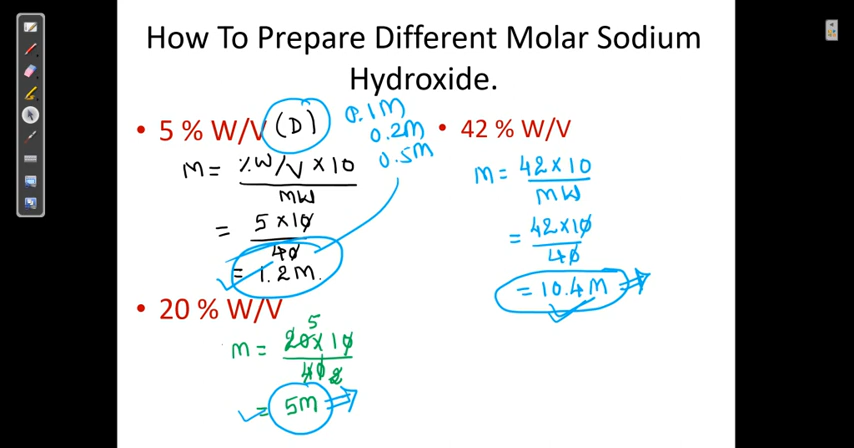 How To Prepare Different Molar Sodium
Hydroxide.
• 5 % W/V (D)
0.1M
0.2M
0.5M
M = % W/V × 10
MW
= 5 × 10
40
= 1.2M.
• 20 % W/V
5
M = 20 × 10
40 2
= 5M
• 42 % W/V
M = 42 × 10
MW
= 42 × 10
40
= 10.4M